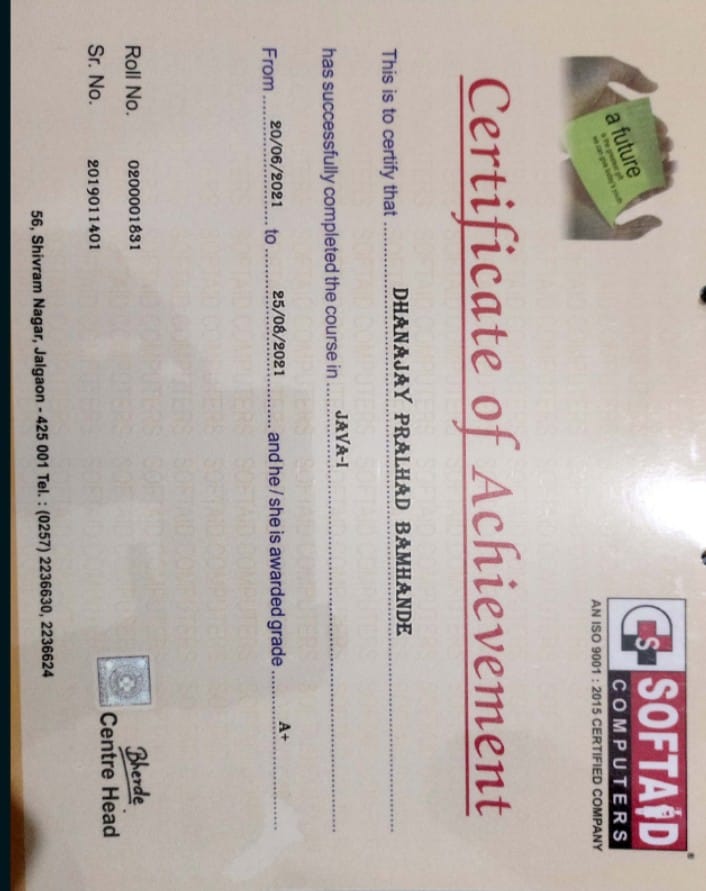 a future
is the greatest gift
we can give today's youth
SOFTAID®
COMPUTERS
AN ISO 9001 : 2015 CERTIFIED COMPANY
Certificate of Achievement
This is to certify that DHANAJAY PRALHAD BAMHANDE
has successfully completed the course in JAVA-I
From 20/06/2021 to 25/08/2021 and he / she is awarded grade A+
Roll No. 0200001831
Sr. No. 2019011401
Bherde
Centre Head
56, Shivram Nagar, Jalgaon - 425 001 Tel. : (0257) 2236630, 2236624